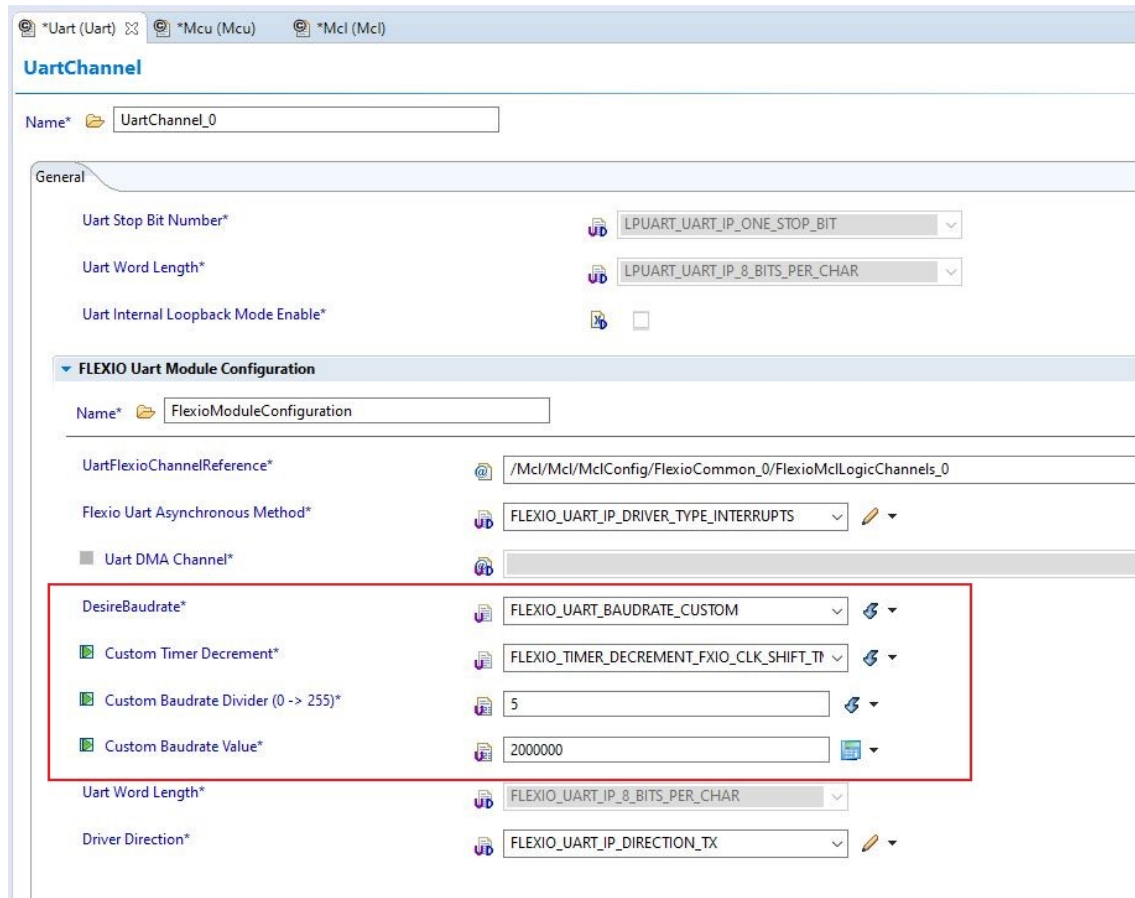 *Uart (Uart) *Mcu (Mcu) *Mcl (Mcl)
UartChannel
Name* UartChannel_0
General
Uart Stop Bit Number* LPUART_UART_IP_ONE_STOP_BIT
Uart Word Length* LPUART_UART_IP_8_BITS_PER_CHAR
Uart Internal Loopback Mode Enable*
FLEXIO Uart Module Configuration
Name* FlexioModuleConfiguration
UartFlexioChannelReference* /Mcl/Mcl/MclConfig/FlexioCommon_0/FlexioMclLogicChannels_0
Flexio Uart Asynchronous Method* FLEXIO_UART_IP_DRIVER_TYPE_INTERRUPTS
Uart DMA Channel*
DesireBaudrate* FLEXIO_UART_BAUDRATE_CUSTOM
Custom Timer Decrement* FLEXIO_TIMER_DECREMENT_FXIO_CLK_SHIFT_TM
Custom Baudrate Divider (0 -> 255)* 5
Custom Baudrate Value* 2000000
Uart Word Length* FLEXIO_UART_IP_8_BITS_PER_CHAR
Driver Direction* FLEXIO_UART_IP_DIRECTION_TX